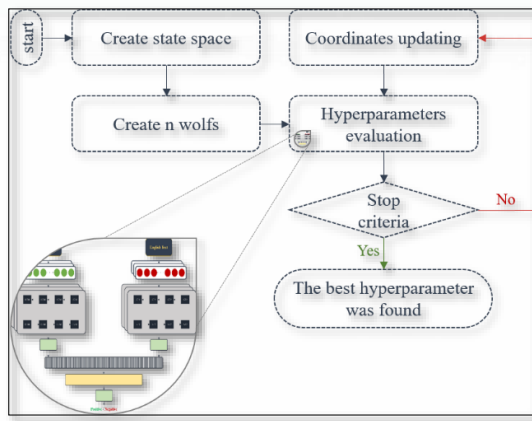 start
Create state space
Coordinates updating
Create n wolfs
Hyperparameters
evaluation
Stop
criteria
No
Yes
The best hyperparameter
was found